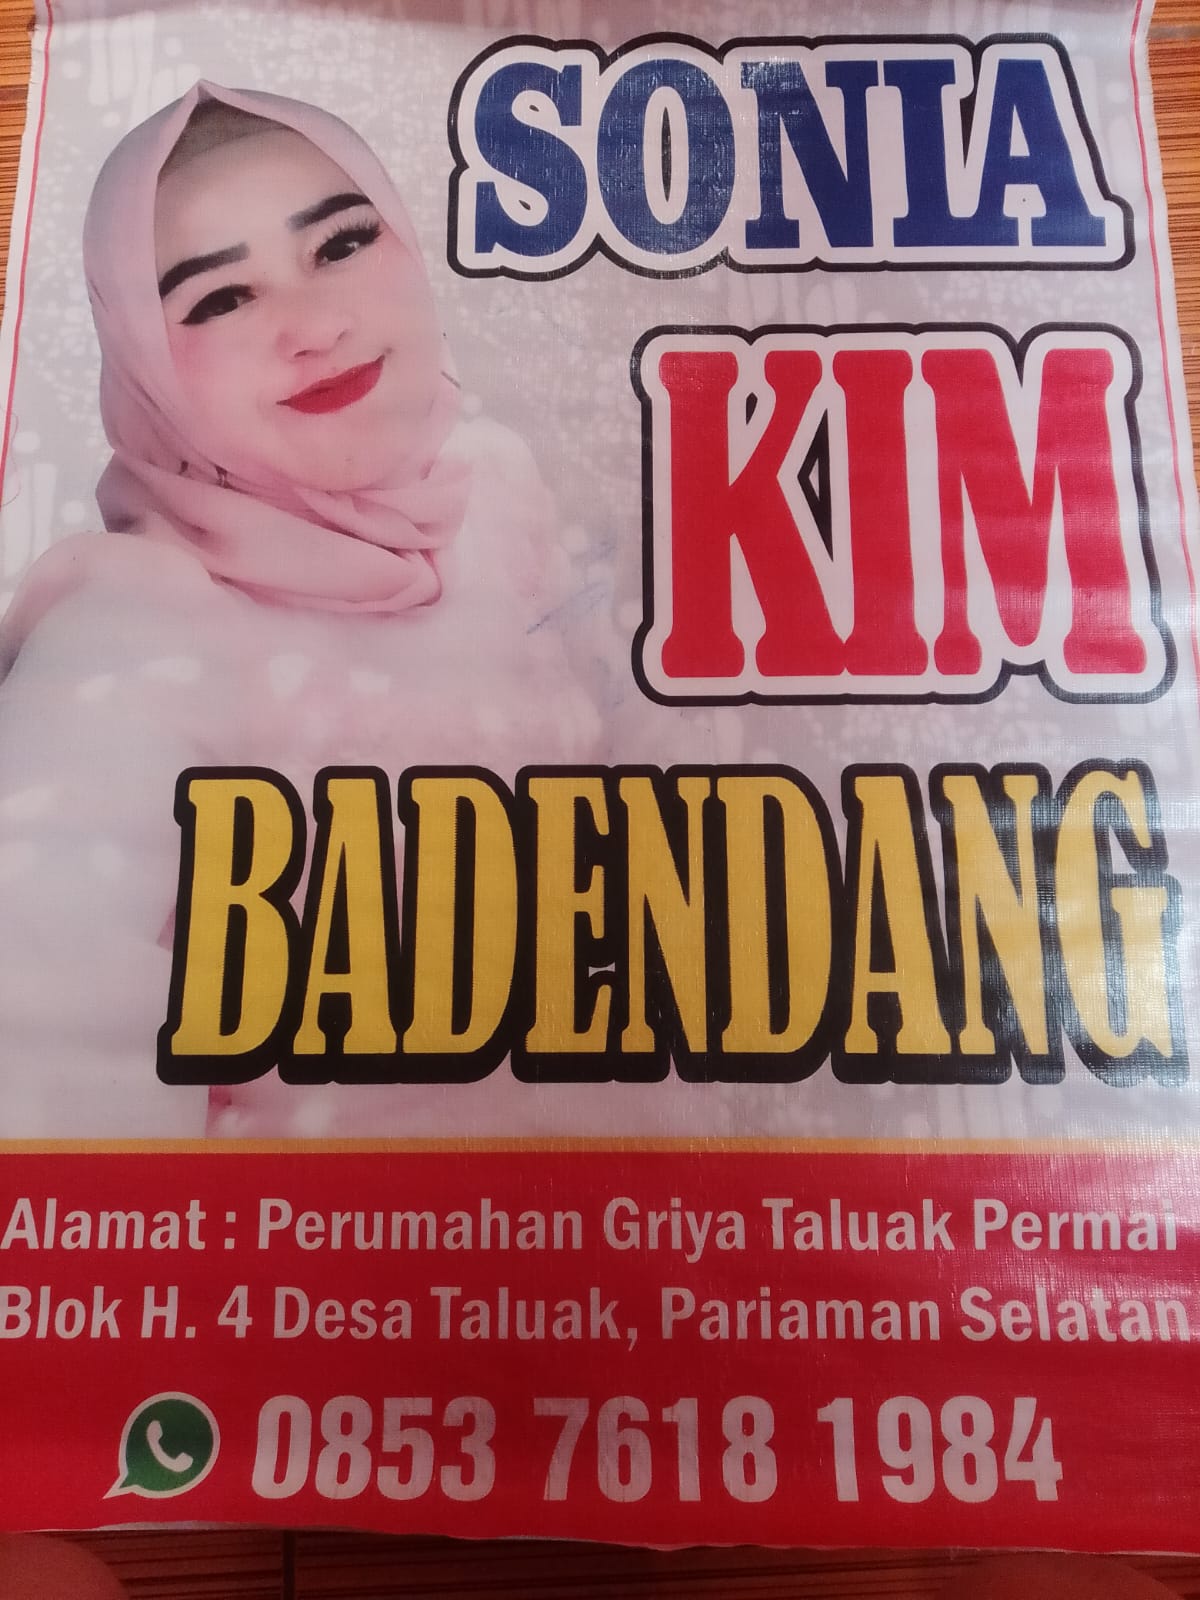 SONIA
KIM
BADENDANG
Alamat : Perumahan Griya Taluak Permai
Blok H. 4 Desa Taluak, Pariaman Selatan
0853 7618 1984